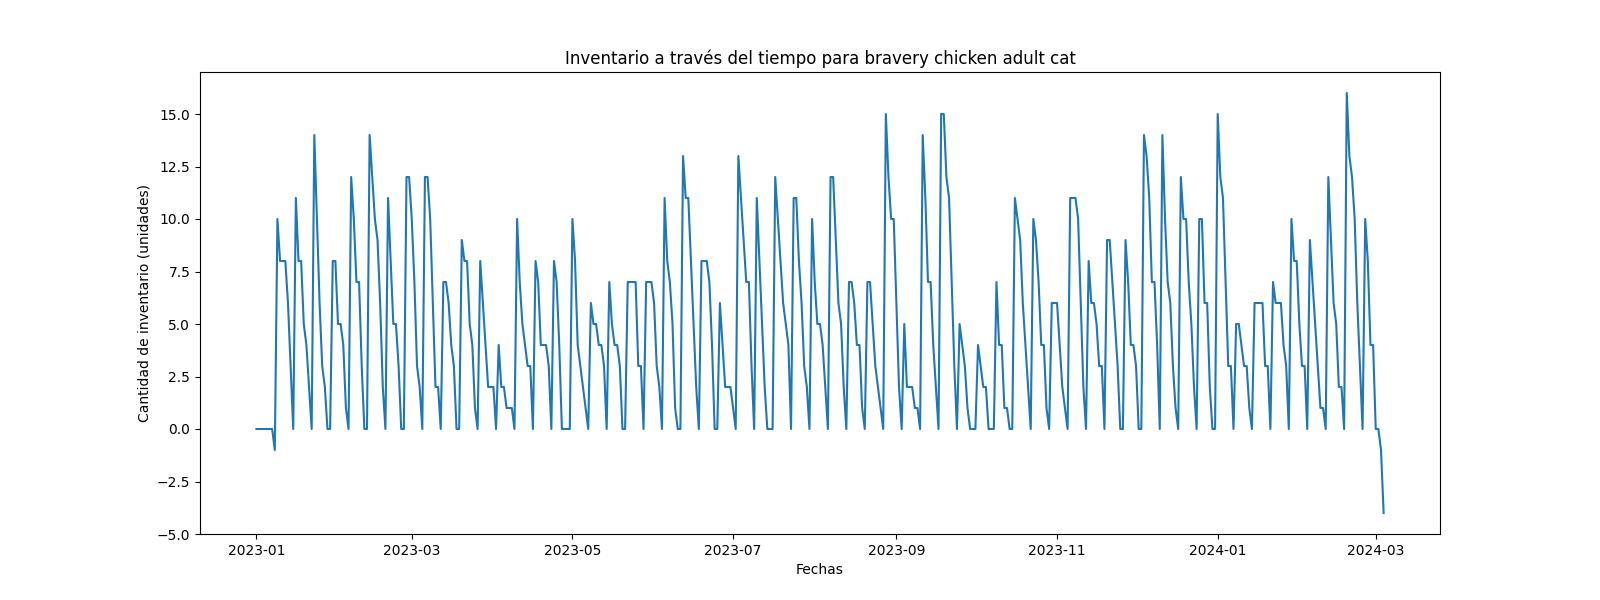 Inventario a través del tiempo para bravery chicken adult cat
Cantidad de inventario (unidades)
15.0
12.5
10.0
7.5
5.0
2.5
0.0
−2.5
−5.0
2023-01 2023-03 2023-05 2023-07 2023-09 2023-11 2024-01 2024-03
Fechas